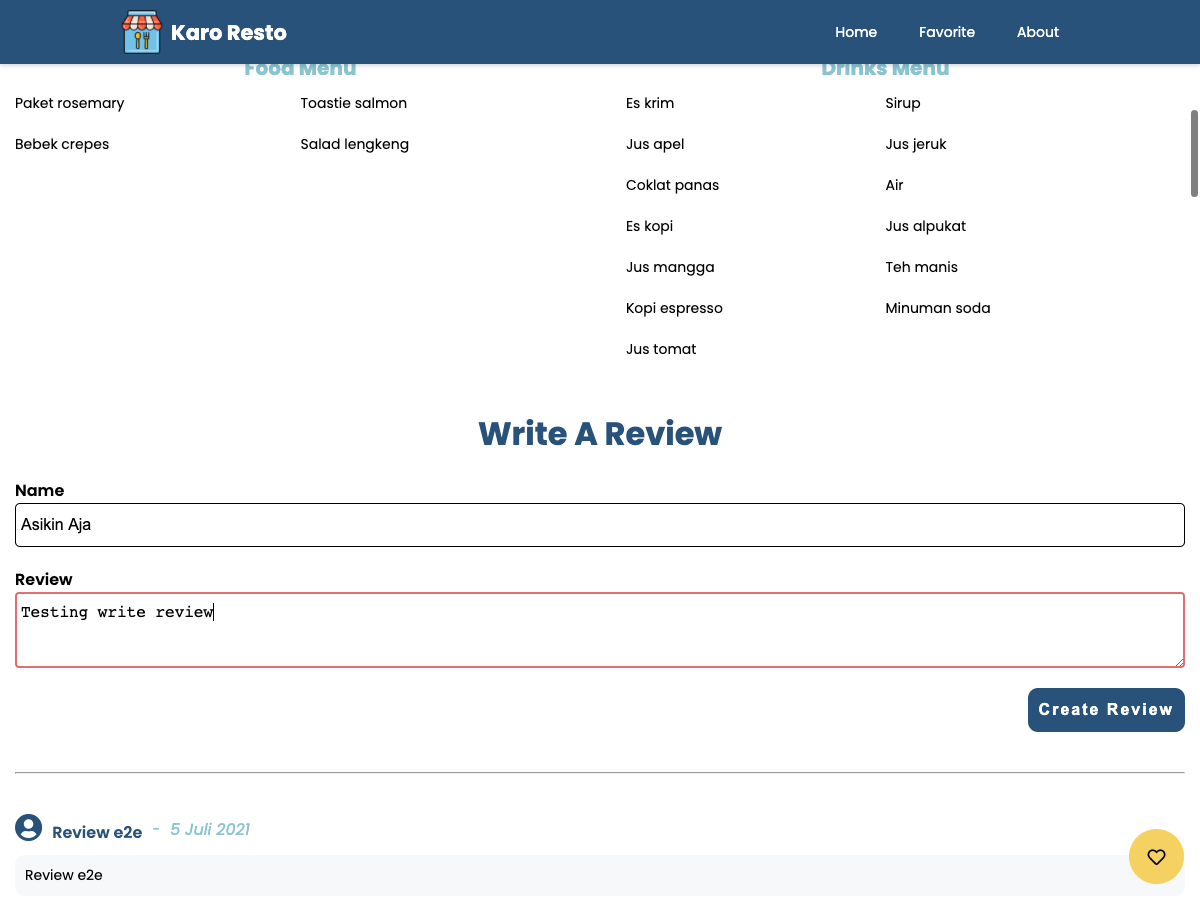 Karo Resto
Home Favorite About
Food Menu
Drinks Menu
Paket rosemary Toastie salmon
Bebek crepes Salad lengkeng
Es krim Sirup
Jus apel Jus jeruk
Coklat panas Air
Es kopi Jus alpukat
Jus mangga Teh manis
Kopi espresso Minuman soda
Jus tomat
Write A Review
Name
Asikin Aja
Review
Testing write review
Create Review
Review e2e - 5 Juli 2021
Review e2e